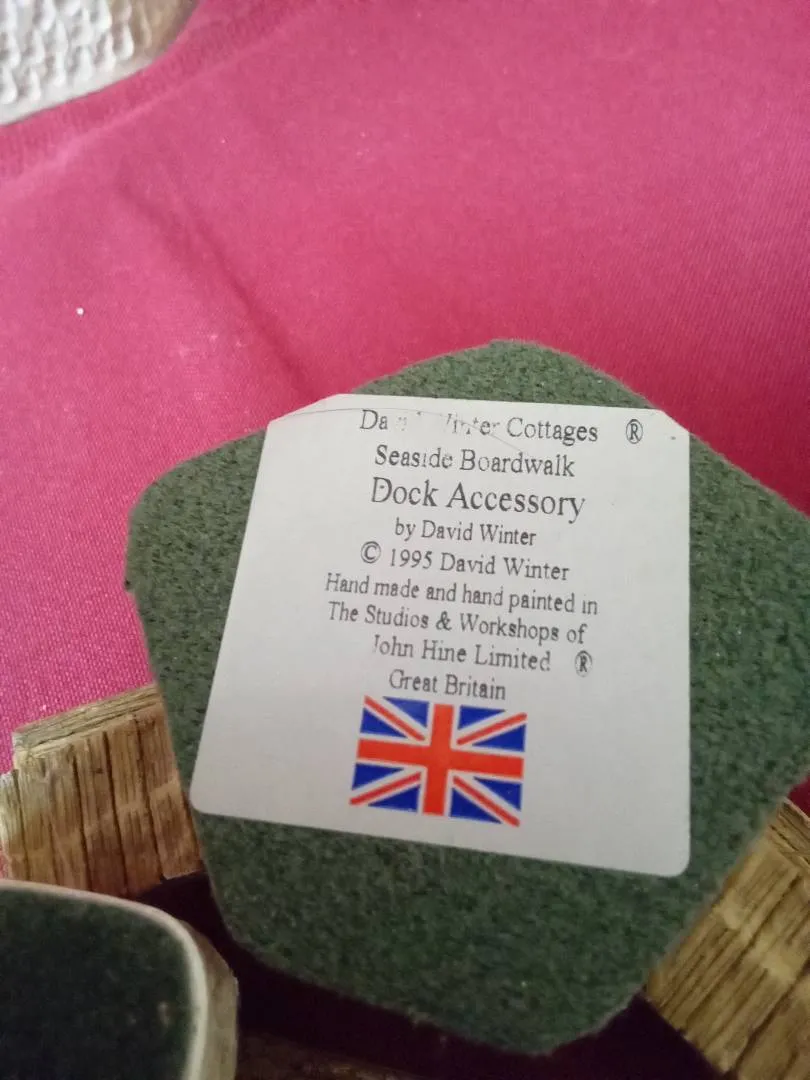 Da Winter Cottages ®
Seaside Boardwalk
Dock Accessory
by David Winter
© 1995 David Winter
Hand made and hand painted in
The Studios & Workshops of
John Hine Limited ®
Great Britain